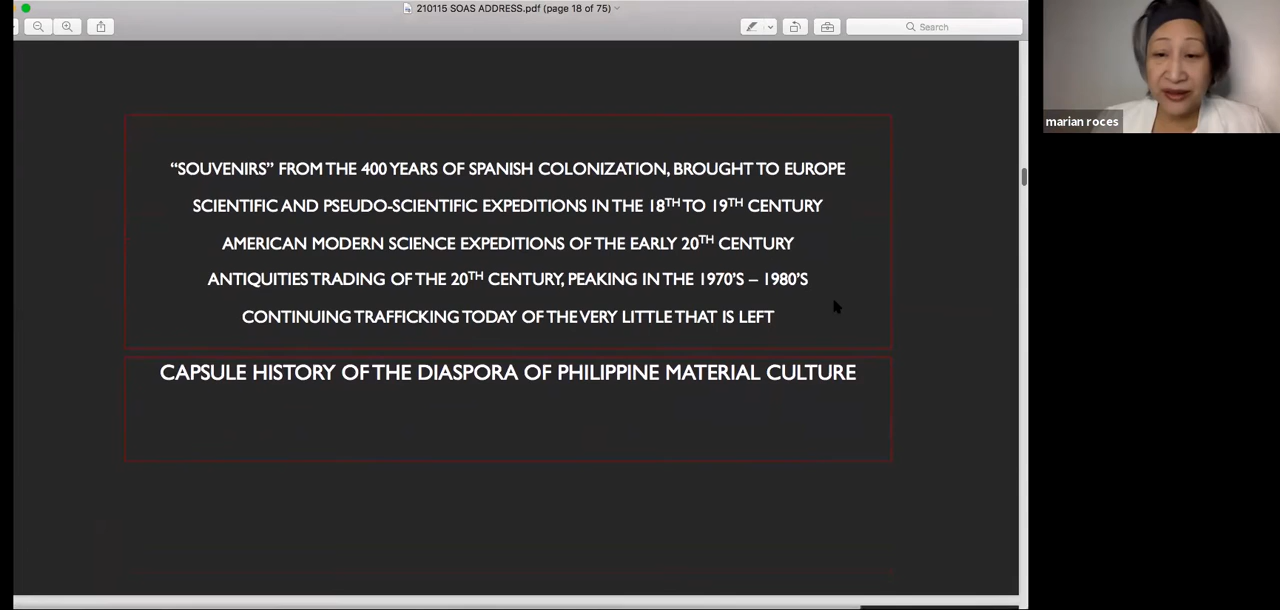 210115 SOAS ADDRESS.pdf (page 18 of 75)
Search
marian roces
“SOUVENIRS” FROM THE 400 YEARS OF SPANISH COLONIZATION, BROUGHT TO EUROPE
SCIENTIFIC AND PSEUDO-SCIENTIFIC EXPEDITIONS IN THE 18TH TO 19TH CENTURY
AMERICAN MODERN SCIENCE EXPEDITIONS OF THE EARLY 20TH CENTURY
ANTIQUITIES TRADING OF THE 20TH CENTURY, PEAKING IN THE 1970’S – 1980’S
CONTINUING TRAFFICKING TODAY OF THE VERY LITTLE THAT IS LEFT
CAPSULE HISTORY OF THE DIASPORA OF PHILIPPINE MATERIAL CULTURE